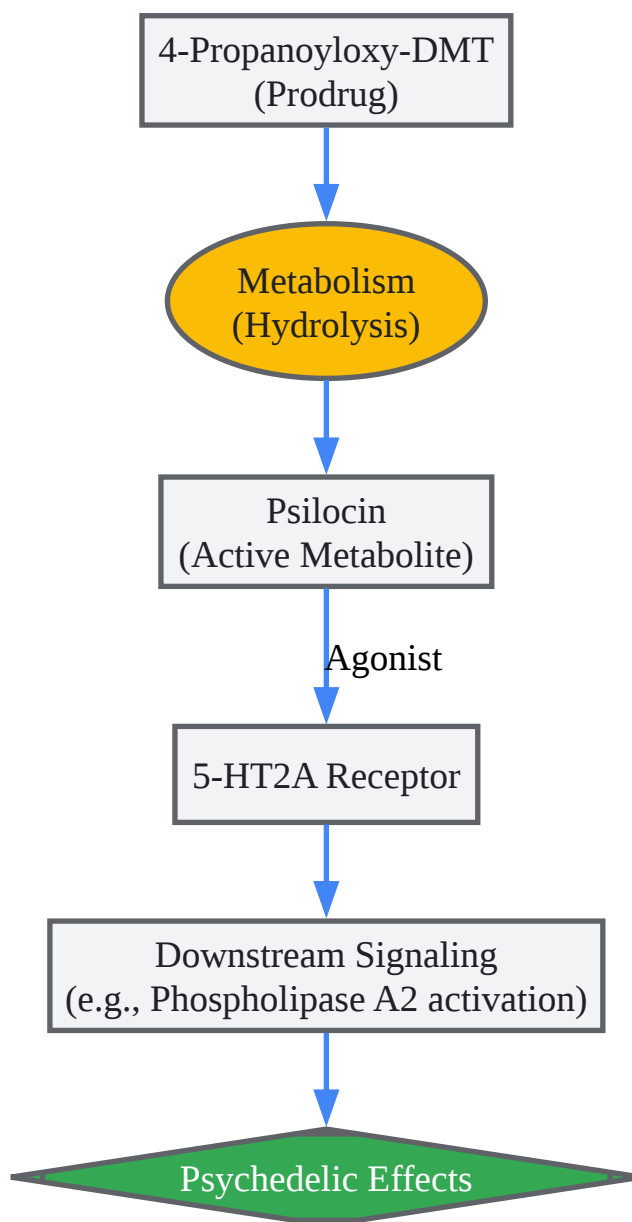 4-Propanoyloxy-DMT
(Prodrug)
Metabolism
(Hydrolysis)
Psilocin
(Active Metabolite)
Agonist
5-HT2A Receptor
Downstream Signaling
(e.g., Phospholipase A2 activation)
Psychedelic Effects